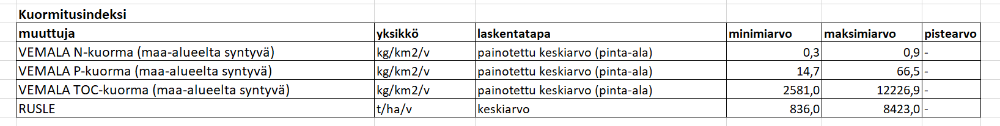 Kuormitusindeksi
muuttuja yksikkö laskentatapa minimiarvo maksimiarvo pistearvo
VEMALA N-kuorma (maa-alueelta syntyvä) kg/km2/v painotettu keskiarvo (pinta-ala) 0,3 0,9 -
VEMALA P-kuorma (maa-alueelta syntyvä) kg/km2/v painotettu keskiarvo (pinta-ala) 14,7 66,5 -
VEMALA TOC-kuorma (maa-alueelta syntyvä) kg/km2/v painotettu keskiarvo (pinta-ala) 2581,0 12226,9 -
RUSLE t/ha/v keskiarvo 836,0 8423,0 -